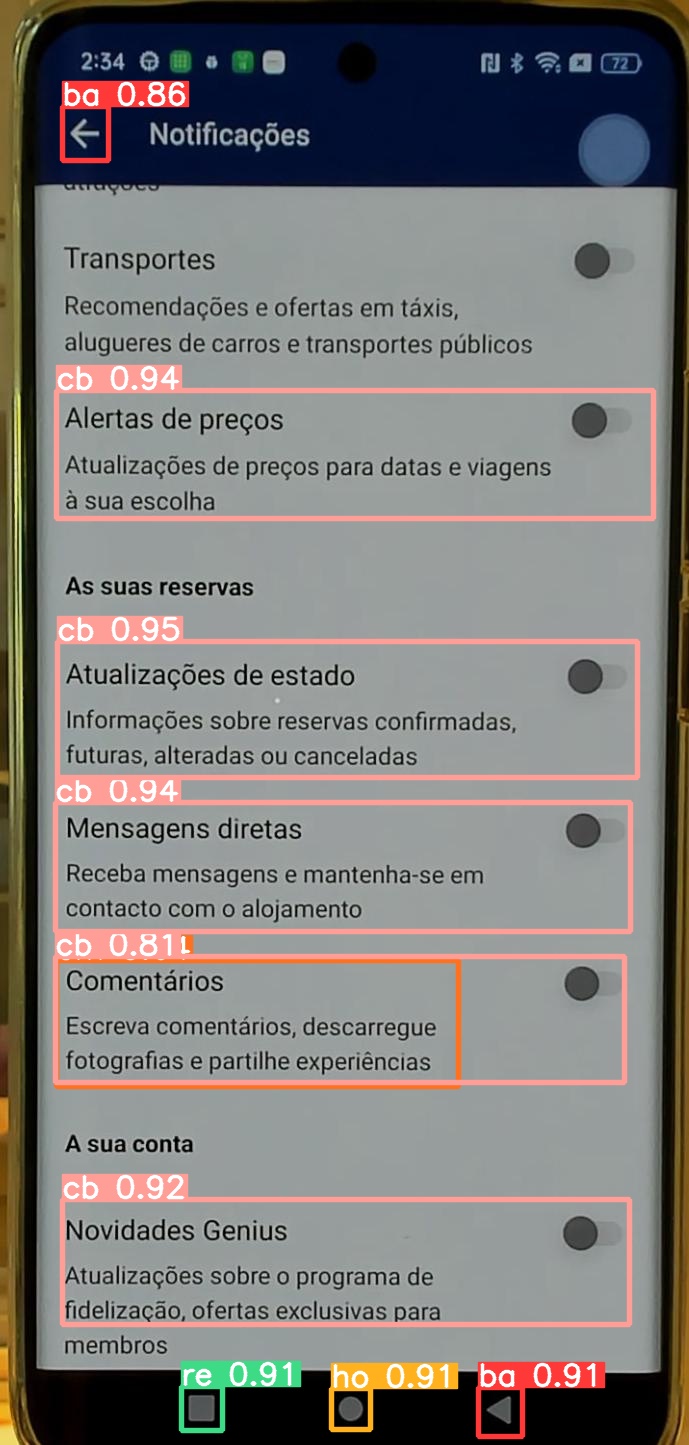 2:34
72
ba 0.86
Notificações
Transportes
Recomendações e ofertas em táxis,
alugueres de carros e transportes públicos
cb 0.94
Alertas de preços
Atualizações de preços para datas e viagens
à sua escolha
As suas reservas
cb 0.95
Atualizações de estado
Informações sobre reservas confirmadas,
futuras, alteradas ou canceladas
cb 0.94
Mensagens diretas
Receba mensagens e mantenha-se em
contacto com o alojamento
cb 0.81
Comentários
Escreva comentários, descarregue
fotografias e partilhe experiências
A sua conta
cb 0.92
Novidades Genius
Atualizações sobre o programa de
fidelização, ofertas exclusivas para
membros
re 0.91
ho 0.91
ba 0.91